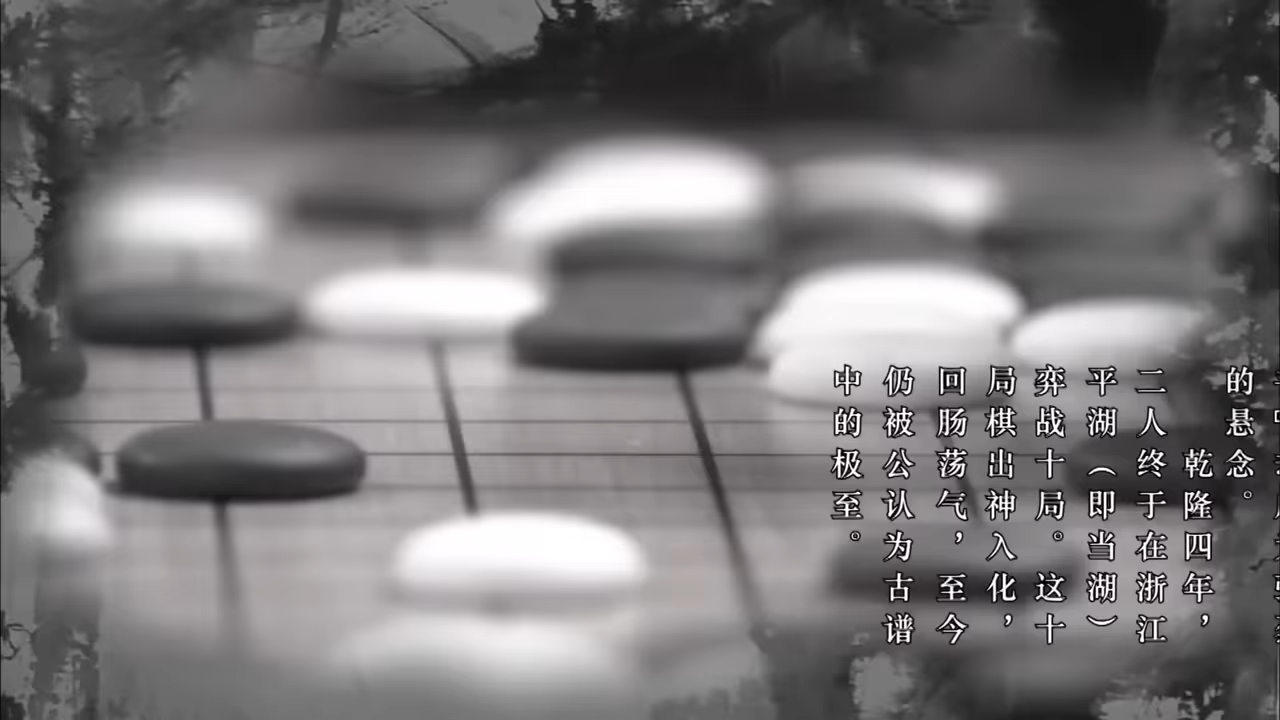 的悬念。
乾隆四年，
二人终于在浙江
平湖（即当湖）
弈战十局。这十
局棋出神入化，
回肠荡气，至今
仍被公认为古谱
中的极至。